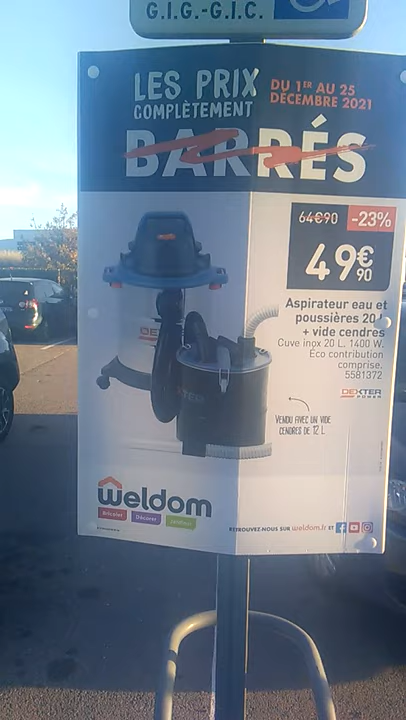 G.I.G.-G.I.C.
LES PRIX
COMPLÈTEMENT
DU 1ER AU 25
DÉCEMBRE 2021
BARRÉS
64€90 -23%
49€90
Aspirateur eau et
poussières 20 L
+ vide cendres
Cuve inox 20 L. 1400 W.
Éco contribution
comprise.
5581372
DEXTER
POWER
DEXTER
VENDU AVEC UN VIDE
CENDRES DE 12 L
weldom
Bricoler Décorer
RETROUVEZ-NOUS SUR weldom.fr ET